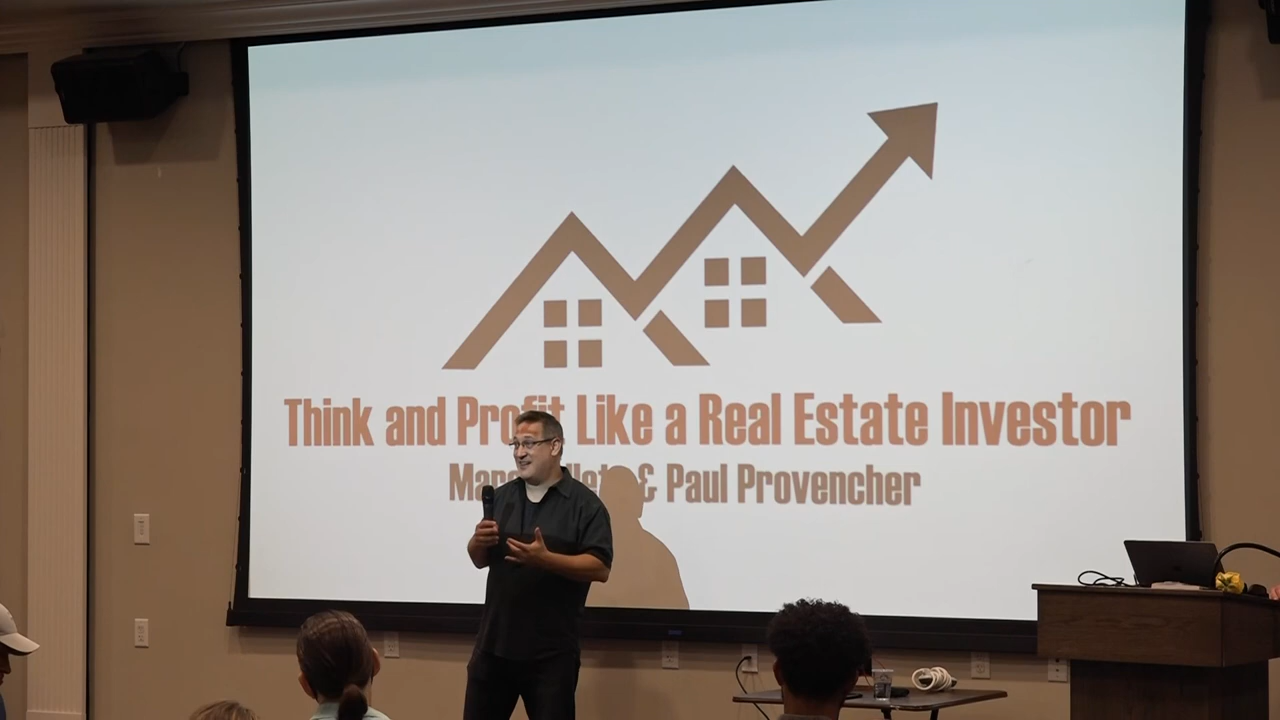 Think and Profit Like a Real Estate Investor
& Paul Provencher